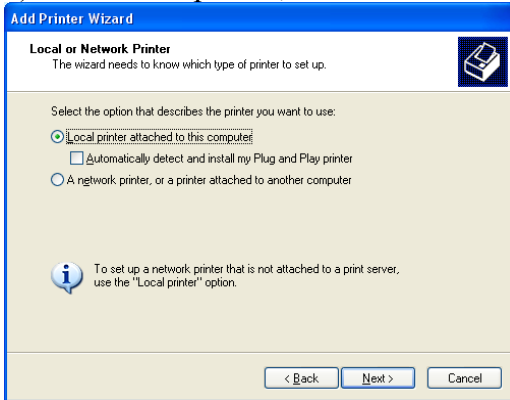 Add Printer Wizard
Local or Network Printer
The wizard needs to know which type of printer to set up.
Select the option that describes the printer you want to use:
Local printer attached to this computer
Automatically detect and install my Plug and Play printer
A network printer, or a printer attached to another computer
To set up a network printer that is not attached to a print server,
use the "Local printer" option.
< Back Next > Cancel